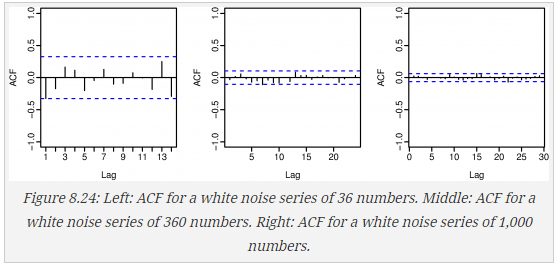 1.0
0.5
0.0
−0.5
−1.0
ACF
1 3 5 7 9 11 13
Lag
1.0
0.5
0.0
−0.5
−1.0
ACF
5 10 15 20
Lag
1.0
0.5
0.0
−0.5
−1.0
ACF
0 5 10 15 20 25 30
Lag
Figure 8.24: Left: ACF for a white noise series of 36 numbers. Middle: ACF for a
white noise series of 360 numbers. Right: ACF for a white noise series of 1,000
numbers.